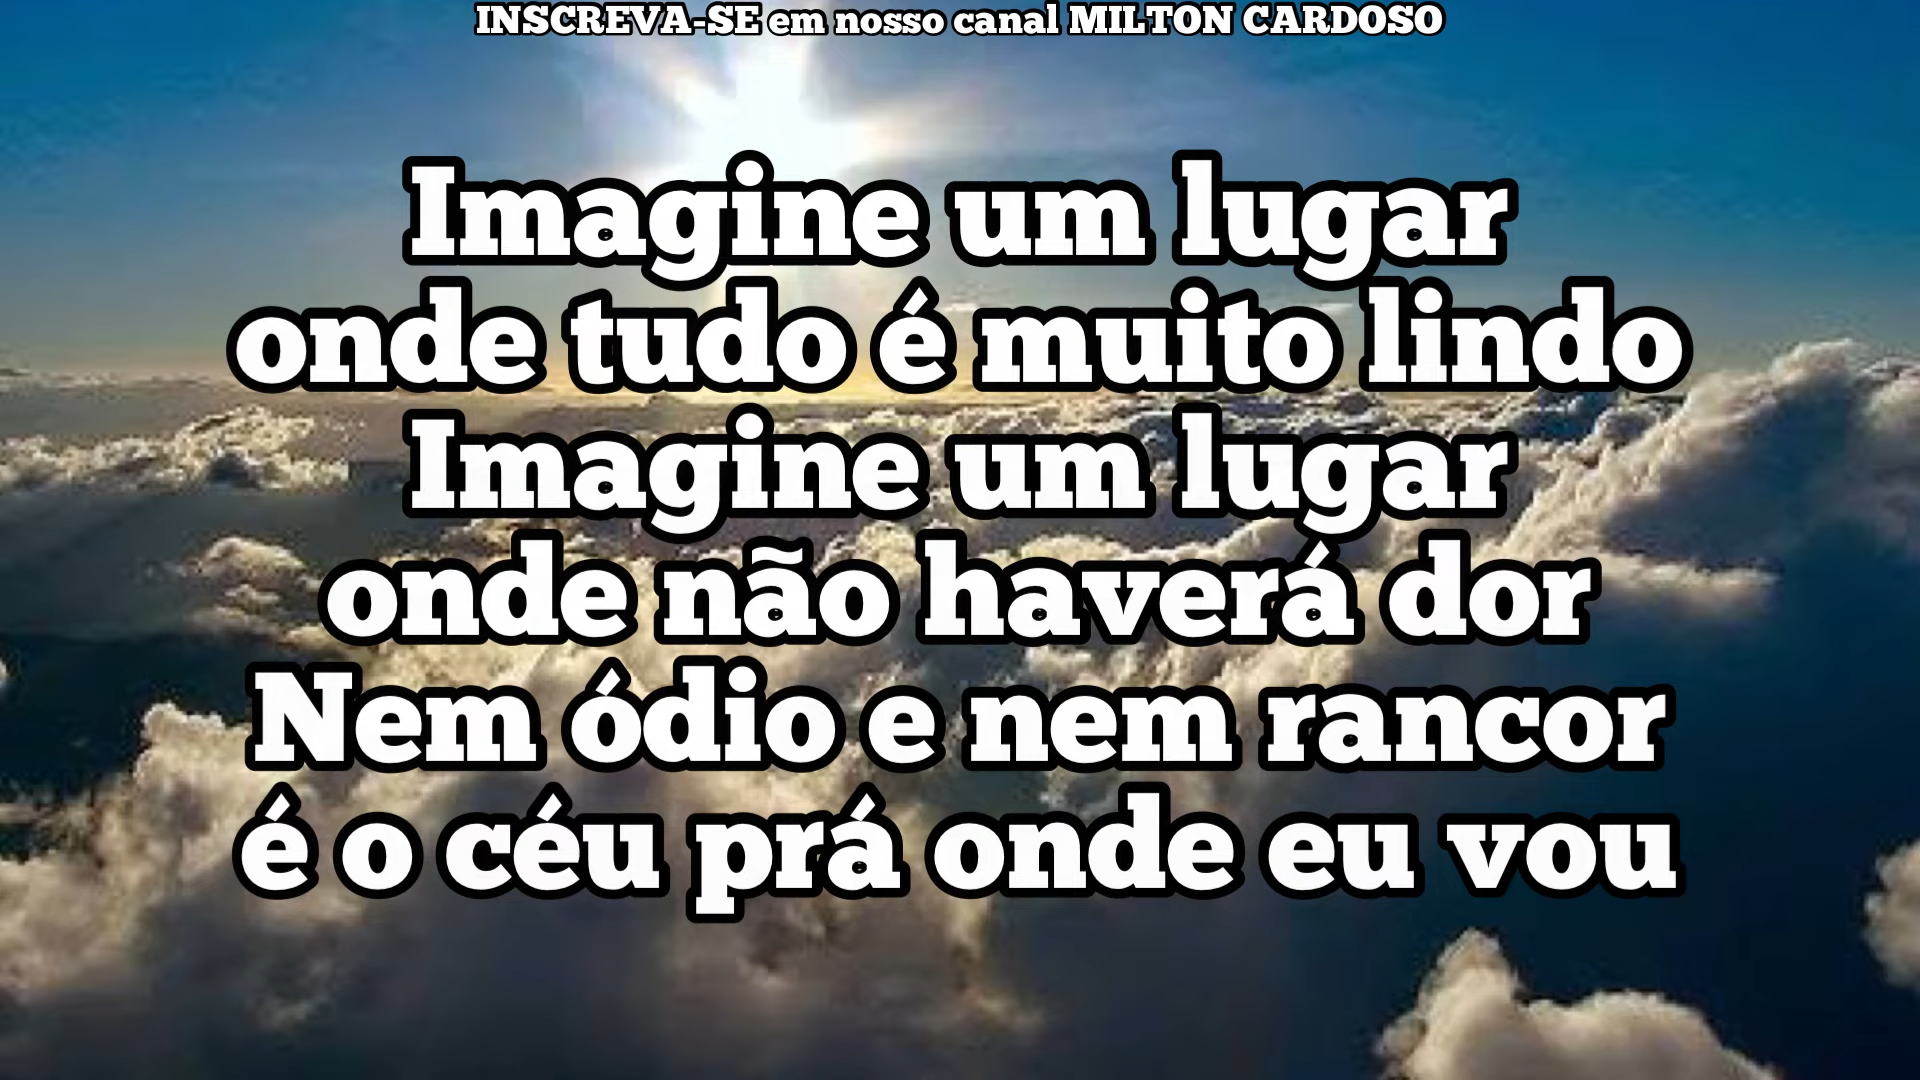 INSCREVA-SE em nosso canal MILTON CARDOSO
Imagine um lugar
onde tudo é muito lindo
Imagine um lugar
onde não haverá dor
Nem ódio e nem rancor
é o céu prá onde eu vou